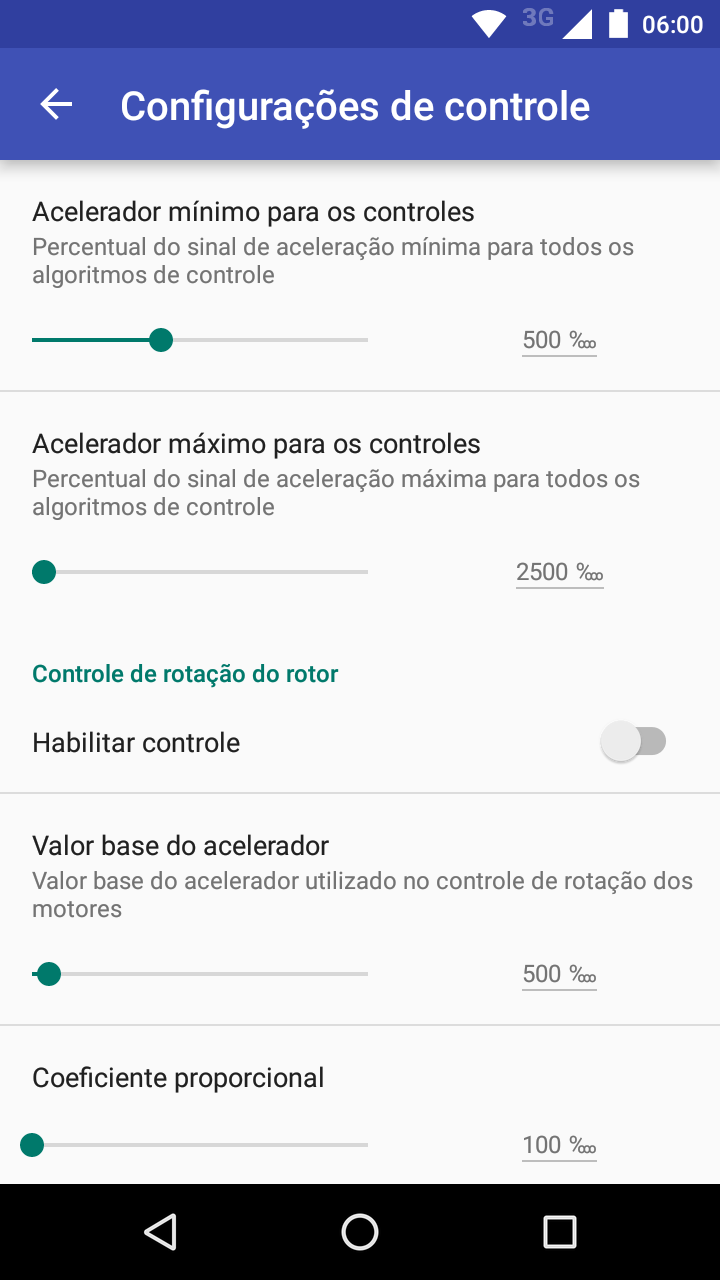 3G 06:00
Configurações de controle
Acelerador mínimo para os controles
Percentual do sinal de aceleração mínima para todos os
algoritmos de controle
500 ‱
Acelerador máximo para os controles
Percentual do sinal de aceleração máxima para todos os
algoritmos de controle
2500 ‱
Controle de rotação do rotor
Habilitar controle
Valor base do acelerador
Valor base do acelerador utilizado no controle de rotação dos
motores
500 ‱
Coeficiente proporcional
100 ‱